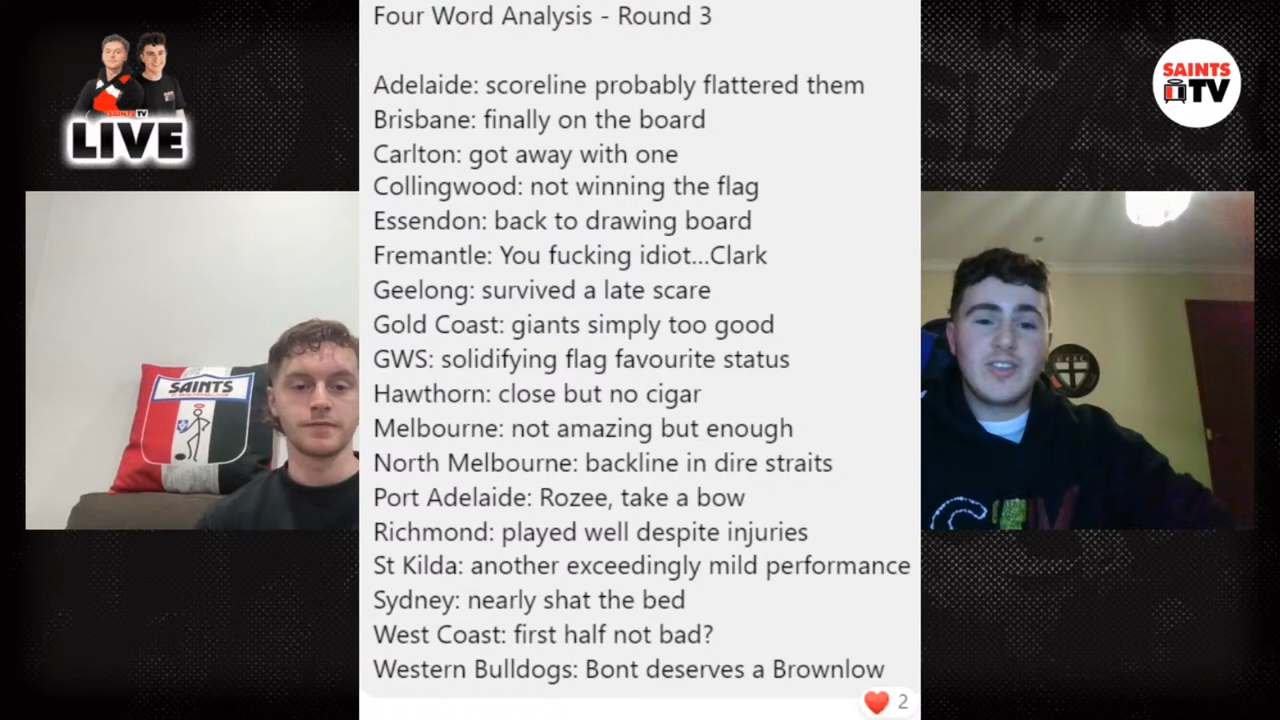 SAINTS TV
LIVE
SAINTS
TV
Four Word Analysis - Round 3
Adelaide: scoreline probably flattered them
Brisbane: finally on the board
Carlton: got away with one
Collingwood: not winning the flag
Essendon: back to drawing board
Fremantle: You fucking idiot...Clark
Geelong: survived a late scare
Gold Coast: giants simply too good
GWS: solidifying flag favourite status
Hawthorn: close but no cigar
Melbourne: not amazing but enough
North Melbourne: backline in dire straits
Port Adelaide: Rozee, take a bow
Richmond: played well despite injuries
St Kilda: another exceedingly mild performance
Sydney: nearly shat the bed
West Coast: first half not bad?
Western Bulldogs: Bont deserves a Brownlow
2
SAINTS